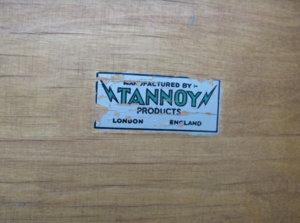 MANUFACTURED BY:-
TANNOY
PRODUCTS
LONDON ENGLAND